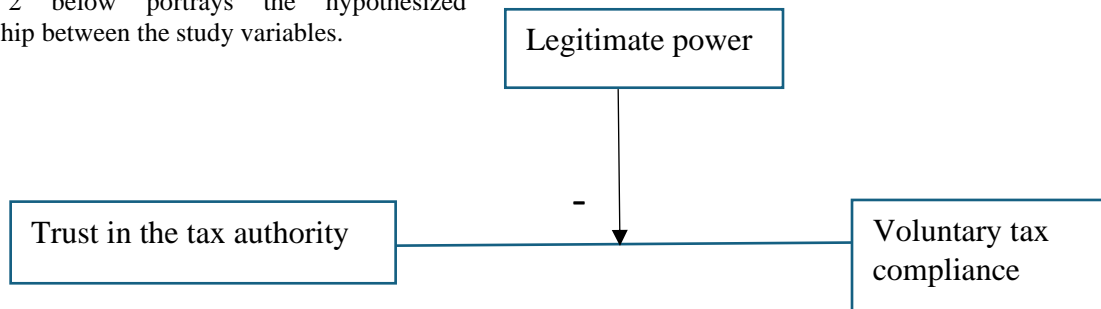 2 below portrays the hypothesized
hip between the study variables.
Legitimate power
-
Trust in the tax authority
Voluntary tax
compliance